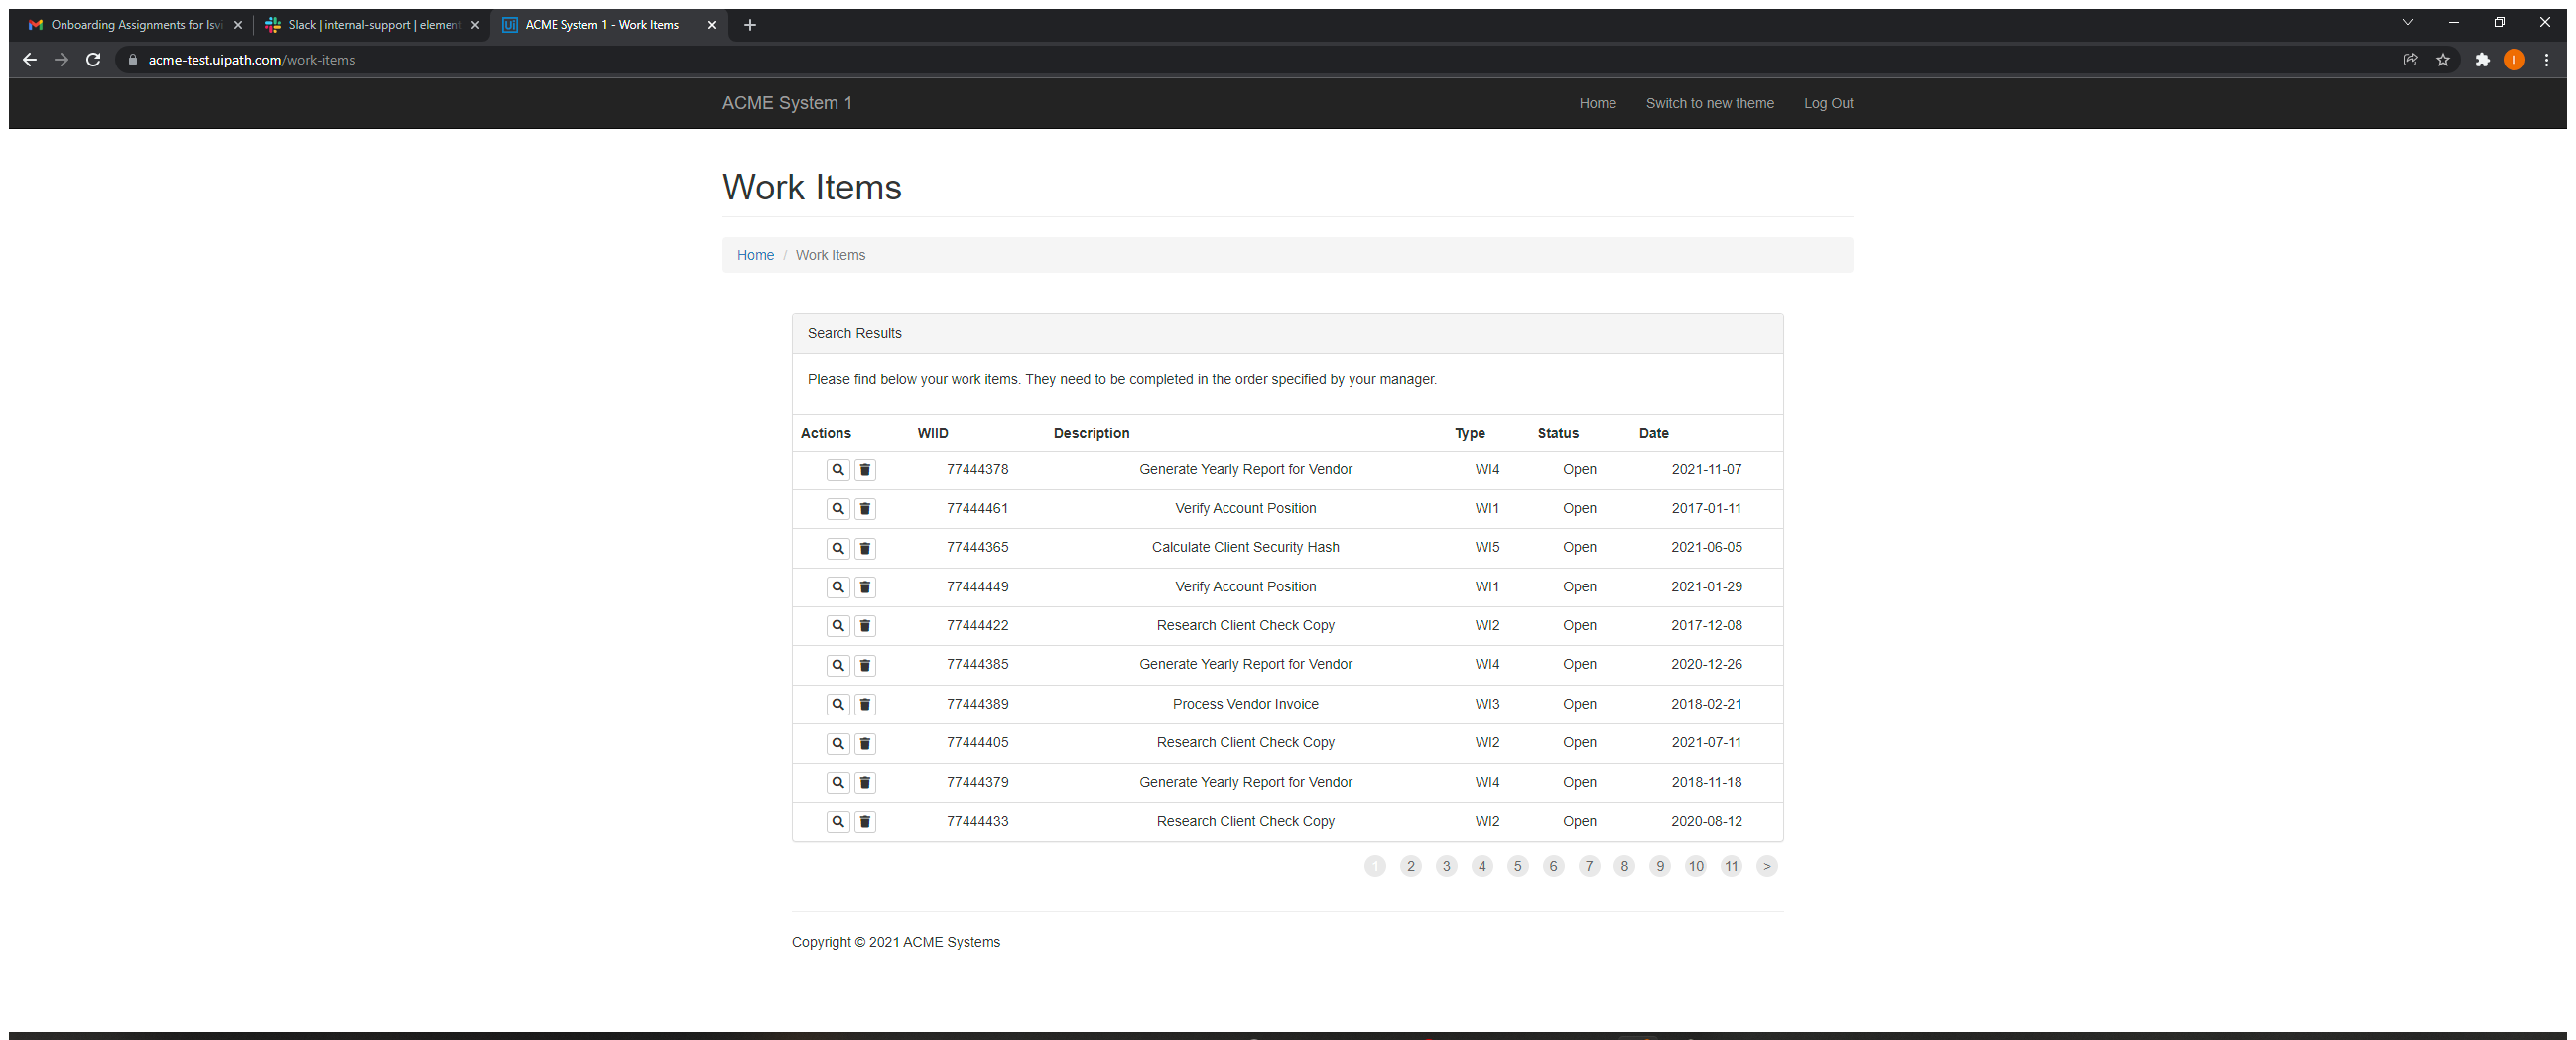 Onboarding Assignments for Isvi
Slack | internal-support | element
ACME System 1 - Work Items
acme-test.uipath.com/work-items
I
ACME System 1 Home Switch to new theme Log Out
Work Items
Home / Work Items
Search Results
Please find below your work items. They need to be completed in the order specified by your manager.
Actions WIID Description Type Status Date
77444378 Generate Yearly Report for Vendor WI4 Open 2021-11-07
77444461 Verify Account Position WI1 Open 2017-01-11
77444365 Calculate Client Security Hash WI5 Open 2021-06-05
77444449 Verify Account Position WI1 Open 2021-01-29
77444422 Research Client Check Copy WI2 Open 2017-12-08
77444385 Generate Yearly Report for Vendor WI4 Open 2020-12-26
77444389 Process Vendor Invoice WI3 Open 2018-02-21
77444405 Research Client Check Copy WI2 Open 2021-07-11
77444379 Generate Yearly Report for Vendor WI4 Open 2018-11-18
77444433 Research Client Check Copy WI2 Open 2020-08-12
1 2 3 4 5 6 7 8 9 10 11 >
Copyright © 2021 ACME Systems